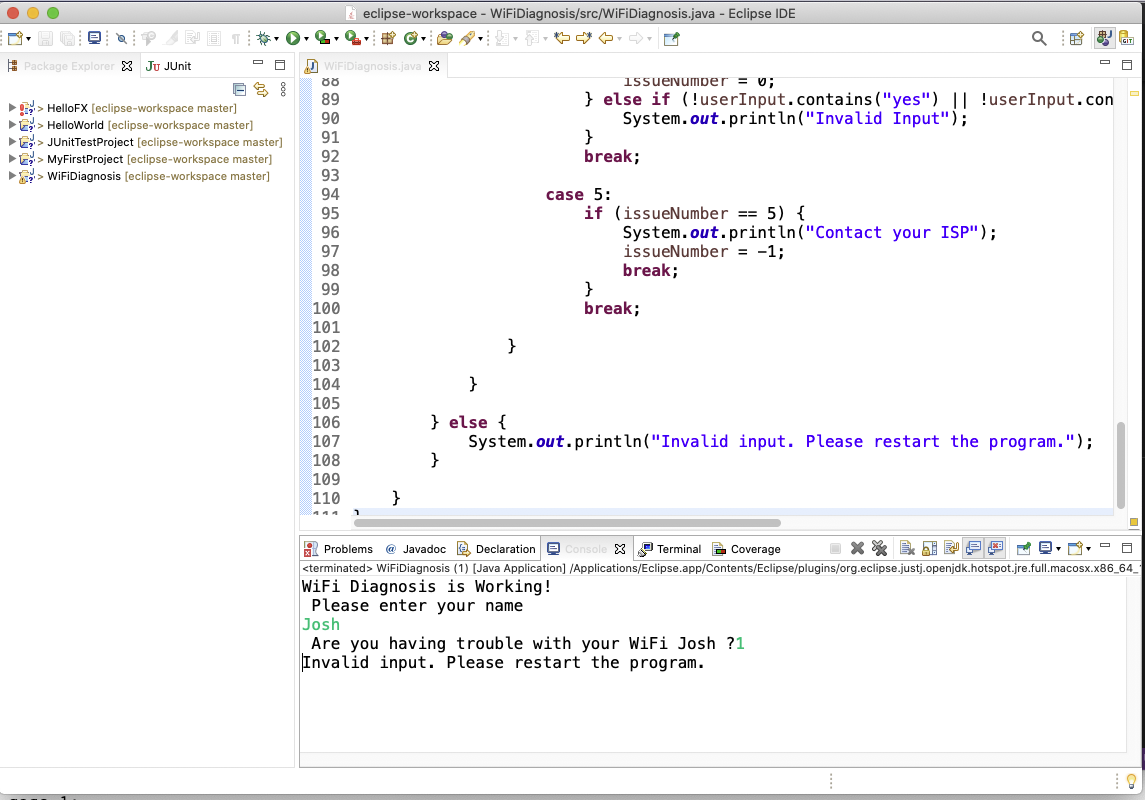 eclipse-workspace - WiFiDiagnosis/src/WiFiDiagnosis.java - Eclipse IDE
Package Explorer
JUnit
WiFiDiagnosis.java
> HelloFX [eclipse-workspace master]
> HelloWorld [eclipse-workspace master]
> JUnitTestProject [eclipse-workspace master]
> MyFirstProject [eclipse-workspace master]
> WiFiDiagnosis [eclipse-workspace master]
88 issueNumber = 0;
89 } else if (!userInput.contains("yes") || !userInput.con
90 System.out.println("Invalid Input");
91 }
92 break;
93
94 case 5:
95 if (issueNumber == 5) {
96 System.out.println("Contact your ISP");
97 issueNumber = -1;
98 break;
99 }
100 break;
101
102 }
103
104 }
105
106 } else {
107 System.out.println("Invalid input. Please restart the program.");
108 }
109
110 }
111 }
Problems @ Javadoc Declaration Console Terminal Coverage
<terminated> WiFiDiagnosis (1) [Java Application] /Applications/Eclipse.app/Contents/Eclipse/plugins/org.eclipse.justj.openjdk.hotspot.jre.full.macosx.x86_64_
WiFi Diagnosis is Working!
Please enter your name
Josh
Are you having trouble with your WiFi Josh ?1
Invalid input. Please restart the program.